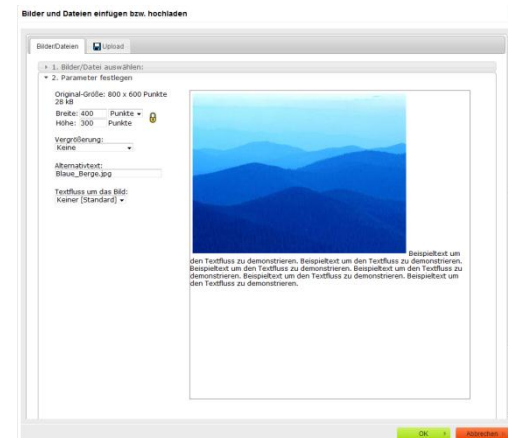 Bilder und Dateien einfügen bzw. hochladen
Bilder/Dateien
Upload
1. Bilder/Datei auswählen:
2. Parameter festlegen
Original-Größe: 800 x 600 Punkte
28 kB
Breite: 400 Punkte
Höhe: 300 Punkte
Vergrößerung:
Keine
Alternativtext:
Blaue_Berge.jpg
Textfluss um das Bild:
Keiner [Standard]
Beispieltext um
den Textfluss zu demonstrieren. Beispieltext um den Textfluss zu demonstrieren.
Beispieltext um den Textfluss zu demonstrieren. Beispieltext um den Textfluss zu
demonstrieren. Beispieltext um den Textfluss zu demonstrieren. Beispieltext um
den Textfluss zu demonstrieren.
OK
Abbrechen